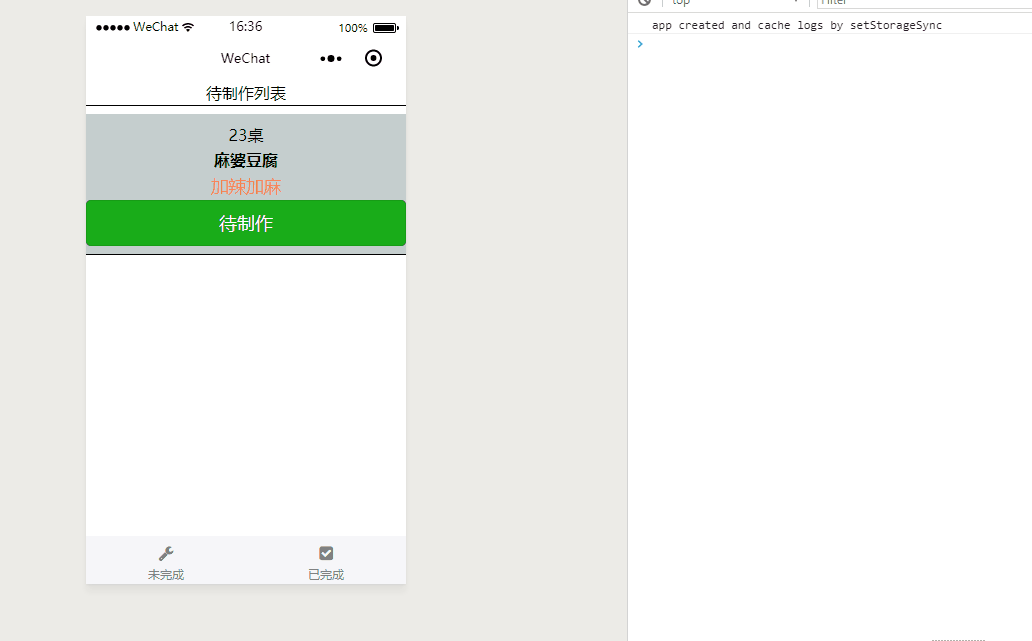 ●●●●● WeChat 16:36 100%
WeChat
待制作列表
23桌
麻婆豆腐
加辣加麻
待制作
未完成 已完成
top Filter
app created and cache logs by setStorageSync